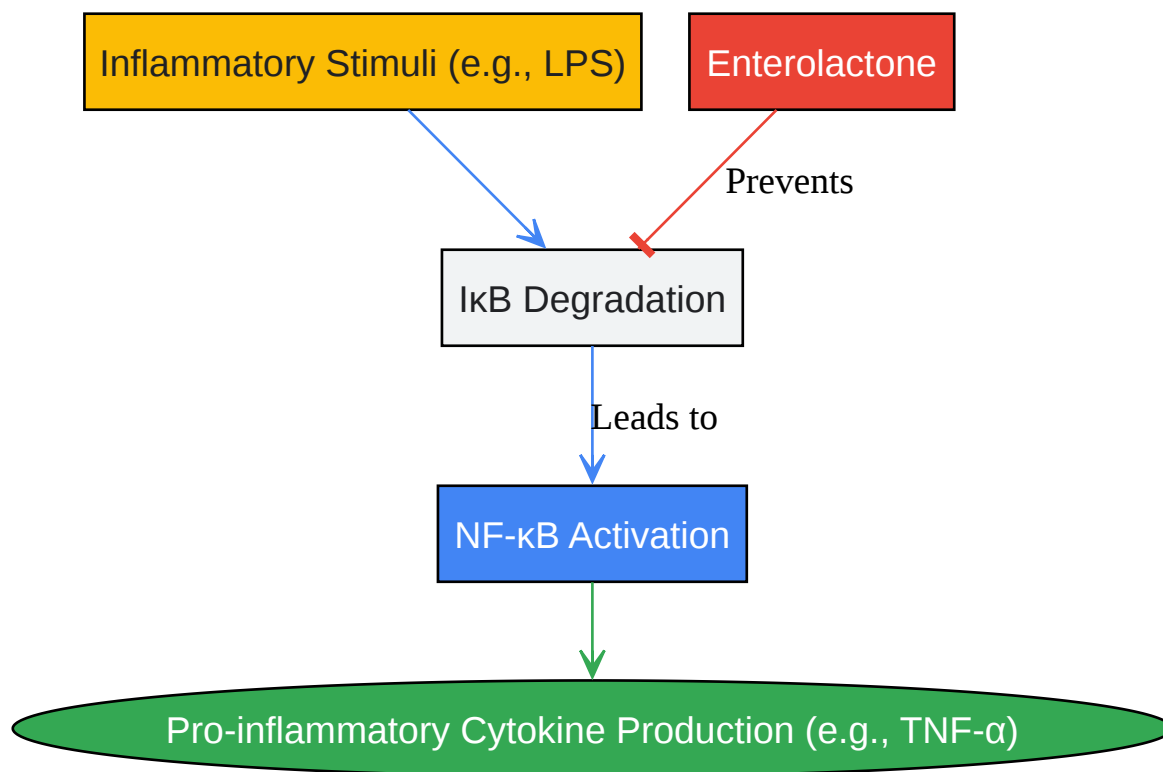 Inflammatory Stimuli (e.g., LPS)
Enterolactone
Prevents
IκB Degradation
Leads to
NF-κB Activation
Pro-inflammatory Cytokine Production (e.g., TNF-α)